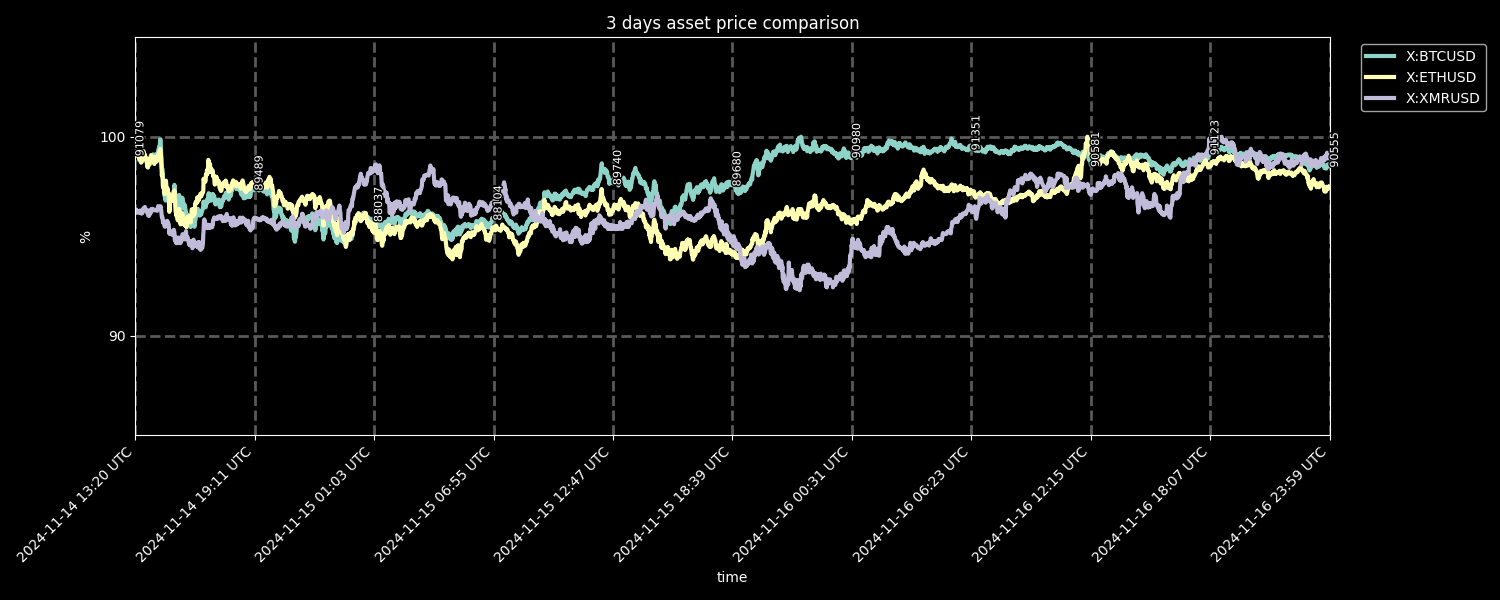 3 days asset price comparison
X:BTCUSD
X:ETHUSD
X:XMRUSD
%
100
90
91079
89489
88037
88104
89740
89680
90980
91351
90581
91123
90555
2024-11-14 13:20 UTC
2024-11-14 19:11 UTC
2024-11-15 01:03 UTC
2024-11-15 06:55 UTC
2024-11-15 12:47 UTC
2024-11-15 18:39 UTC
2024-11-16 00:31 UTC
2024-11-16 06:23 UTC
2024-11-16 12:15 UTC
2024-11-16 18:07 UTC
2024-11-16 23:59 UTC
time